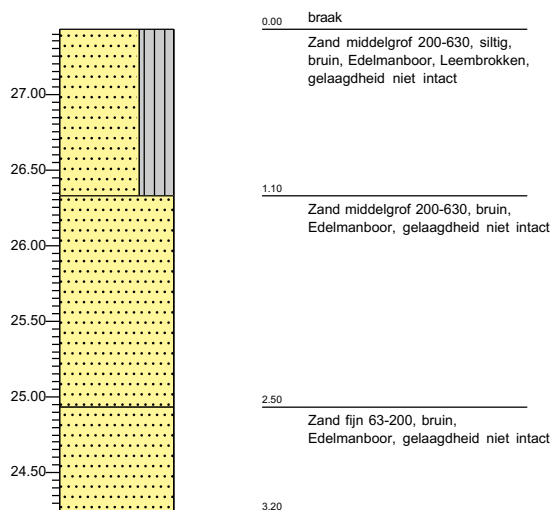 0.00 braak
Zand middelgrof 200-630, siltig,
bruin, Edelmanboor, Leembrokken,
gelaagdheid niet intact
27.00
26.50
1.10
Zand middelgrof 200-630, bruin,
Edelmanboor, gelaagdheid niet intact
26.00
25.50
25.00
2.50
Zand fijn 63-200, bruin,
Edelmanboor, gelaagdheid niet intact
24.50
3.20